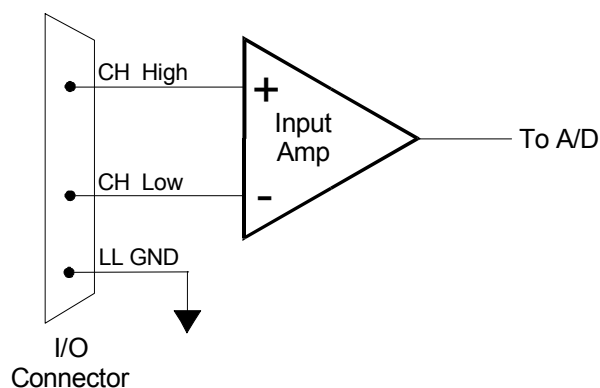 CH High
+
Input
Amp
To A/D
CH Low
-
LL GND
I/O
Connector